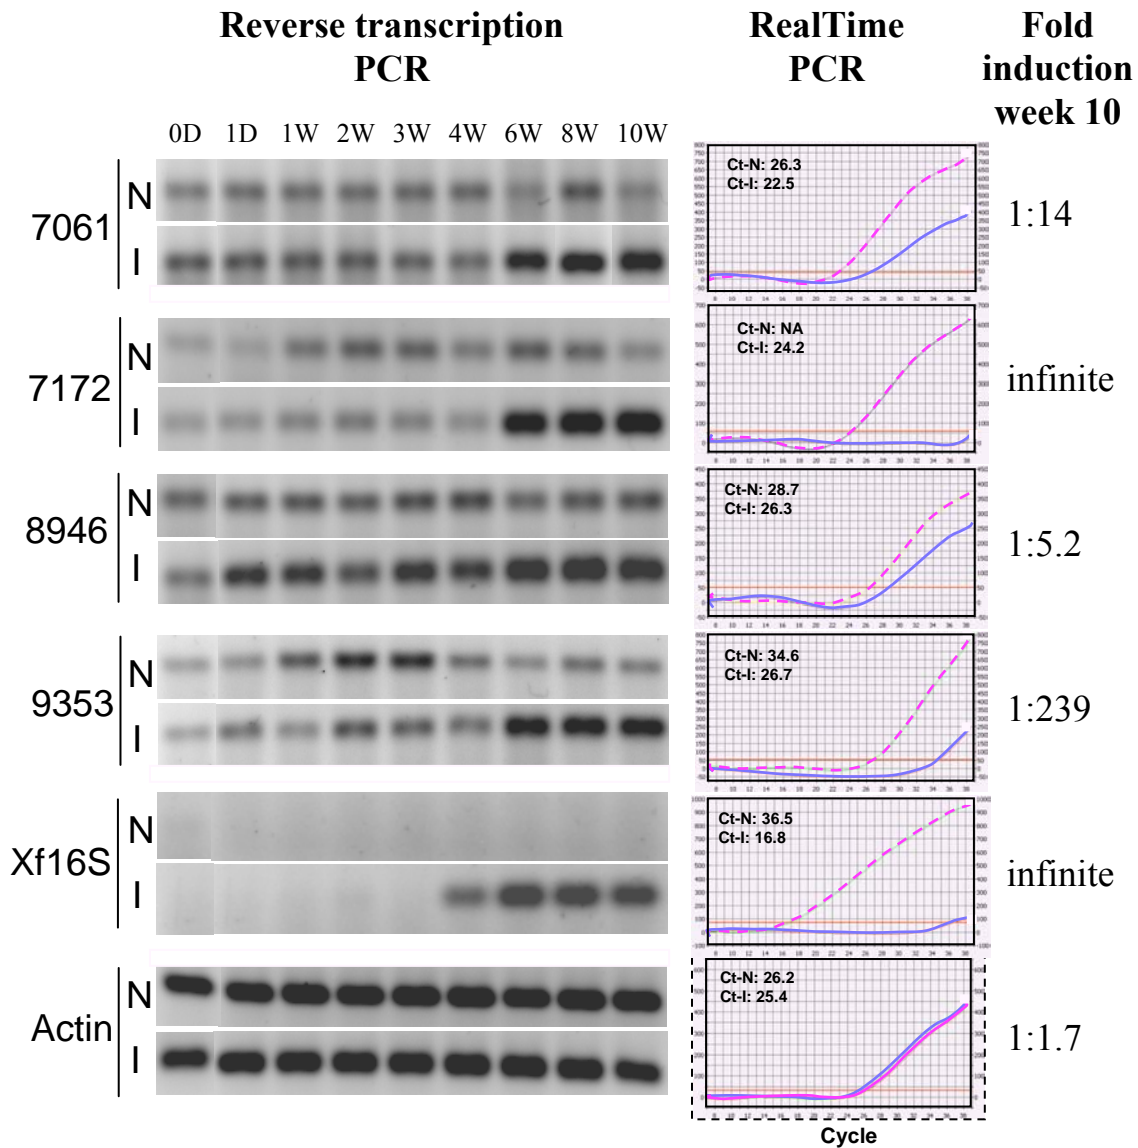 Reverse transcription PCR
RealTime PCR
Fold induction week 10
0D 1D 1W 2W 3W 4W 6W 8W 10W
7061
N
I
Ct-N: 26.3
Ct-I: 22.5
1:14
7172
N
I
Ct-N: NA
Ct-I: 24.2
infinite
8946
N
I
Ct-N: 28.7
Ct-I: 26.3
1:5.2
9353
N
I
Ct-N: 34.6
Ct-I: 26.7
1:239
Xf16S
N
I
Ct-N: 36.5
Ct-I: 16.8
infinite
Actin
N
I
Ct-N: 26.2
Ct-I: 25.4
1:1.7
Cycle